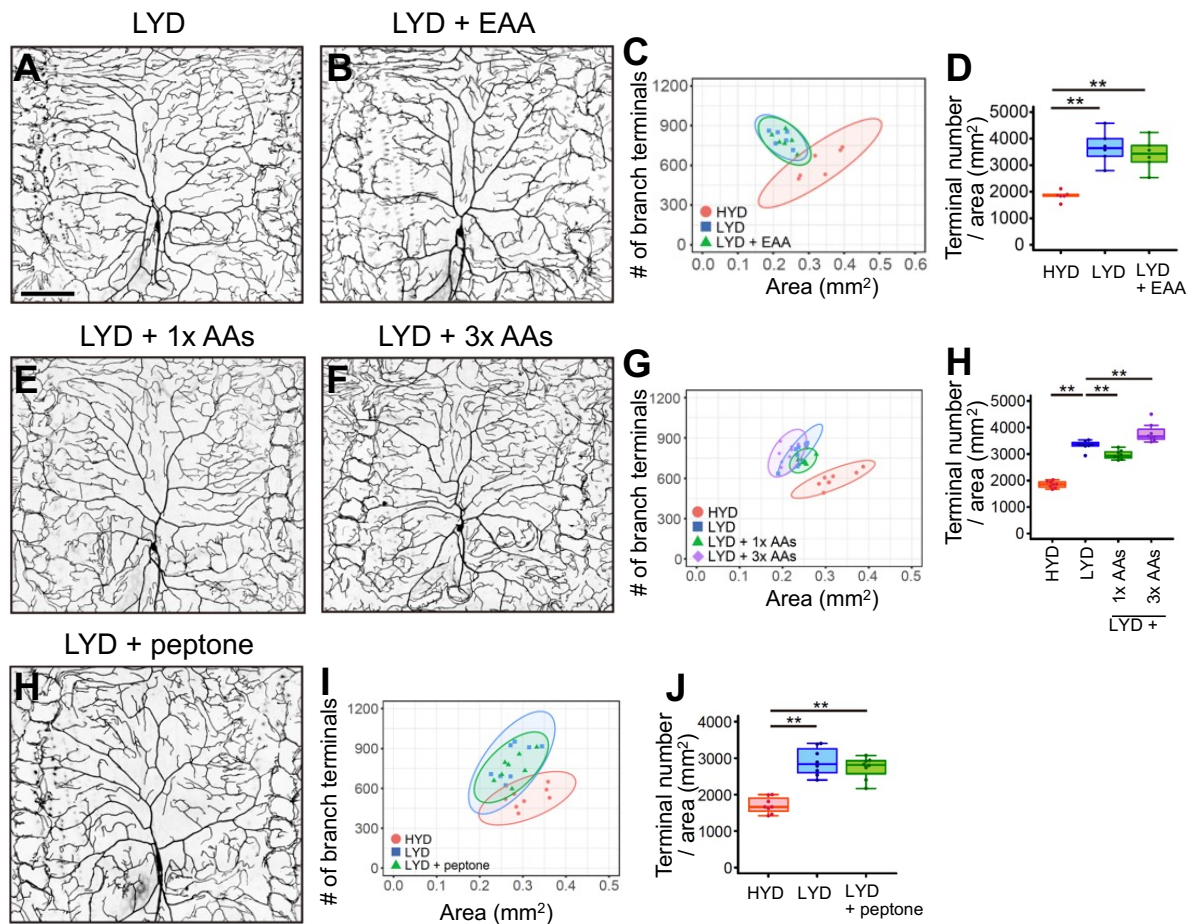 LYD
LYD + EAA
A
B
C
# of branch terminals
1200
900
600
300
0
HYD
LYD
LYD + EAA
0.0 0.1 0.2 0.3 0.4 0.5 0.6
Area (mm²)
D
Terminal number
/ area (mm²)
5000
4000
3000
2000
1000
0
**
**
HYD LYD LYD
+ EAA
LYD + 1x AAs
LYD + 3x AAs
E
F
G
# of branch terminals
1200
900
600
300
0
HYD
LYD
LYD + 1x AAs
LYD + 3x AAs
0.0 0.1 0.2 0.3 0.4 0.5
Area (mm²)
H
Terminal number
/ area (mm²)
5000
4000
3000
2000
1000
0
**
** **
HYD LYD 1x AAs 3x AAs
LYD +
LYD + peptone
H
I
# of branch terminals
1200
900
600
300
0
HYD
LYD
LYD + peptone
0.0 0.1 0.2 0.3 0.4 0.5
Area (mm²)
J
Terminal number
/ area (mm²)
4000
3000
2000
1000
0
**
**
HYD LYD LYD
+ peptone